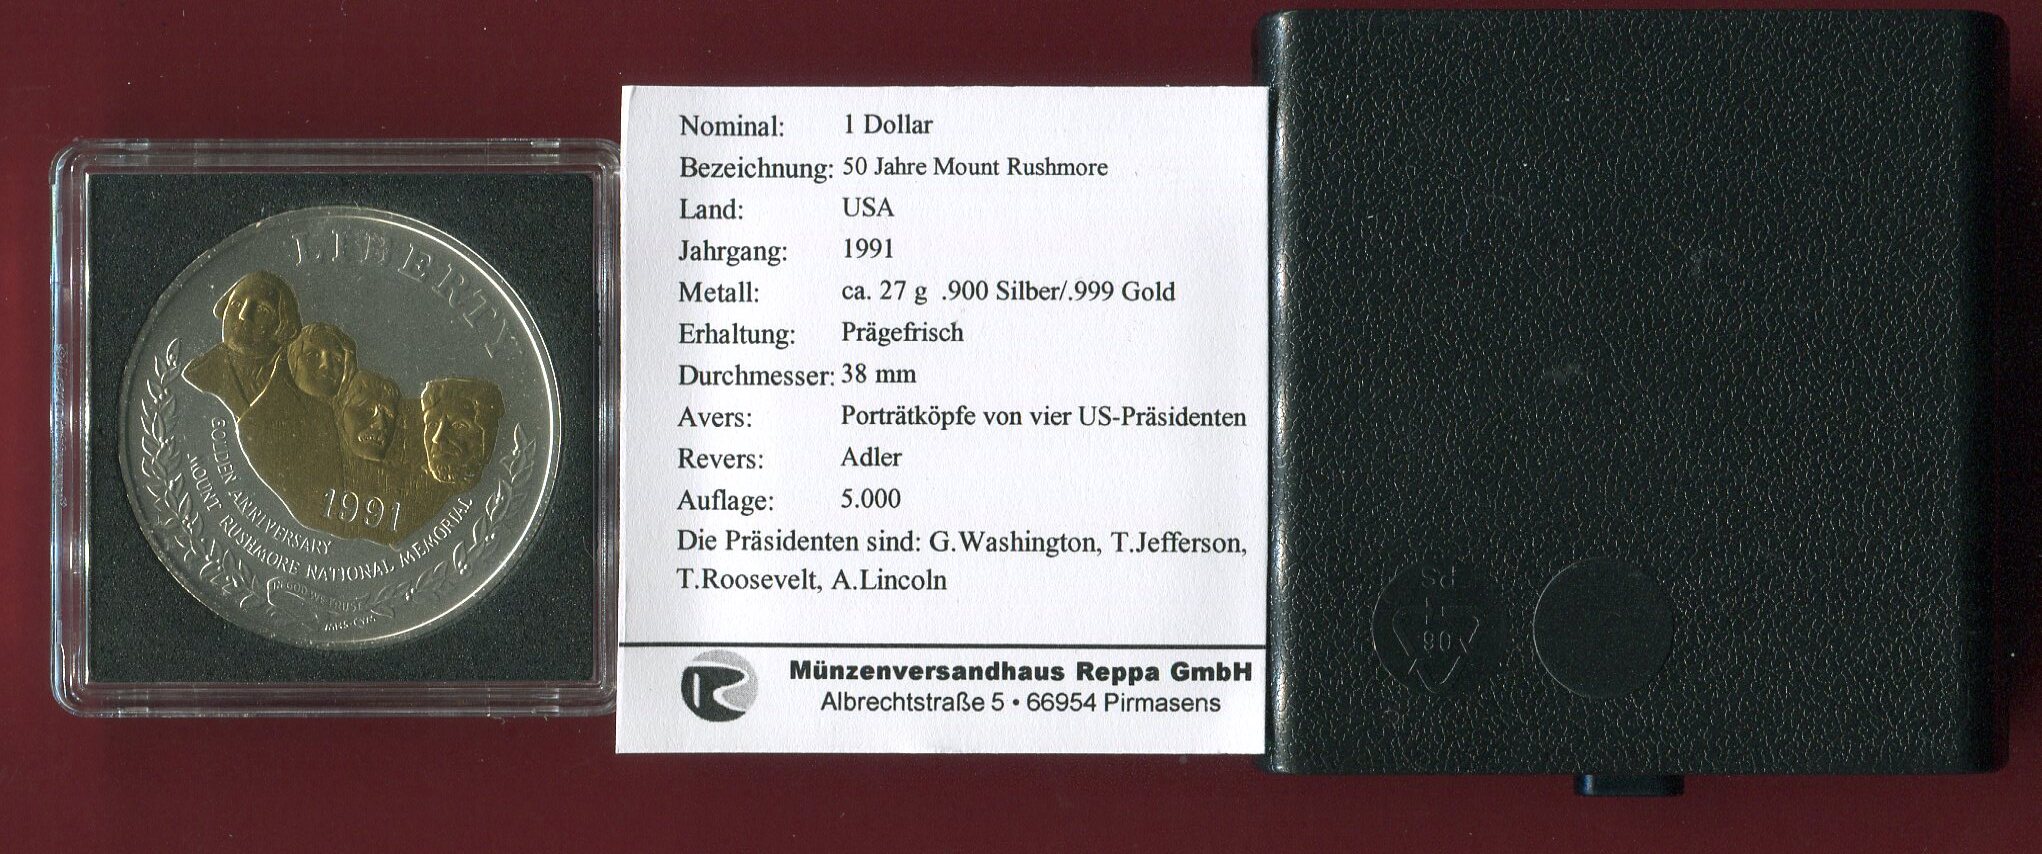 LIBERTY
1991
GOLDEN ANNIVERSARY
MOUNT RUSHMORE NATIONAL MEMORIAL
IN GOD WE TRUST
Nominal: 1 Dollar
Bezeichnung: 50 Jahre Mount Rushmore
Land: USA
Jahrgang: 1991
Metall: ca. 27 g .900 Silber/.999 Gold
Erhaltung: Prägefrisch
Durchmesser: 38 mm
Avers: Porträtköpfe von vier US-Präsidenten
Revers: Adler
Auflage: 5.000
Die Präsidenten sind: G.Washington, T.Jefferson,
T.Roosevelt, A.Lincoln
Münzenversandhaus Reppa GmbH
Albrechtstraße 5 • 66954 Pirmasens
PS
90